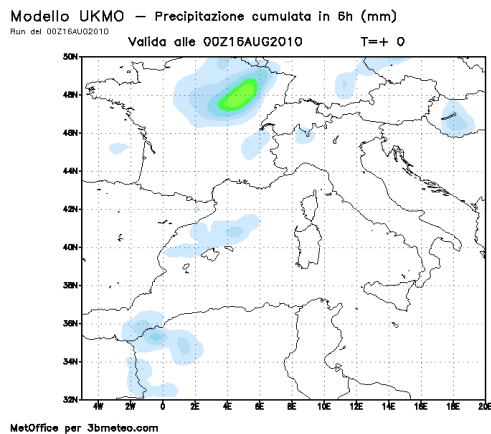 Modello UKMO – Precipitazione cumulata in 6h (mm)
Run del 00Z16AUG2010
Valida alle 00Z16AUG2010 T=+ 0
50N
48N
46N
44N
42N
40N
38N
36N
34N
32N
4W 2W 0 2E 4E 6E 8E 10E 12E 14E 16E 18E 20E
MetOffice per 3bmeteo.com